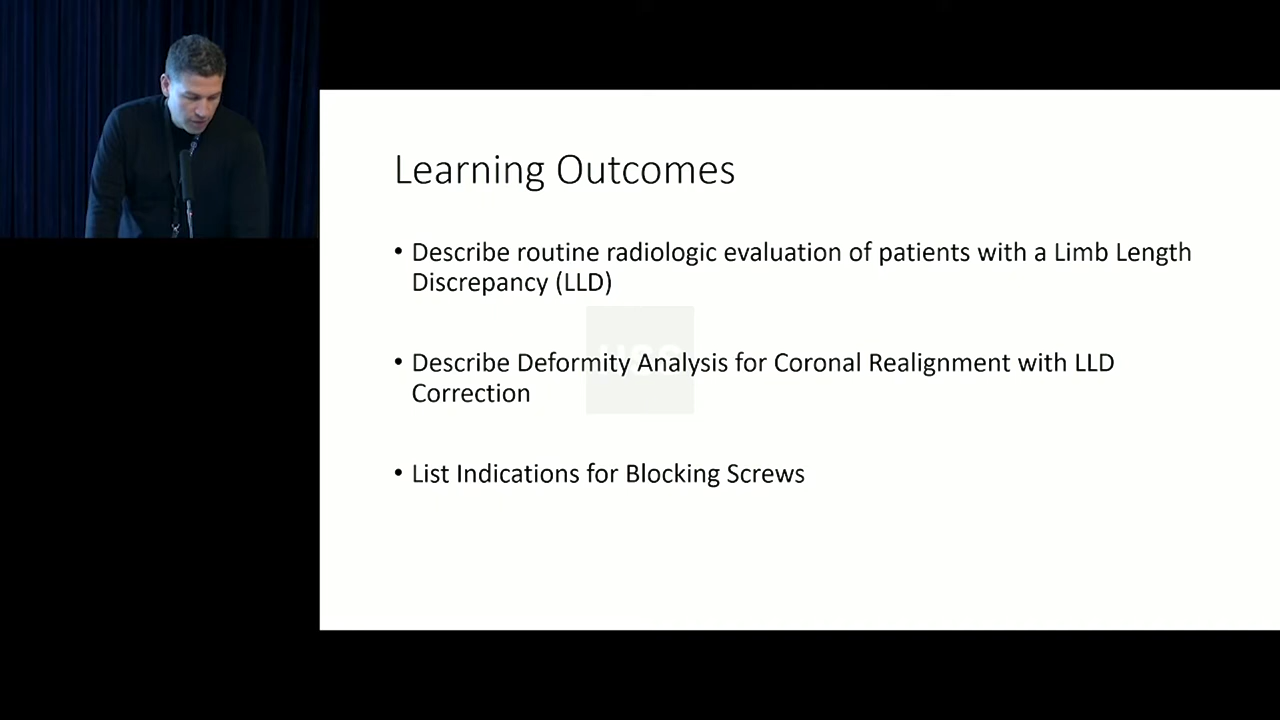 Learning Outcomes
• Describe routine radiologic evaluation of patients with a Limb Length
Discrepancy (LLD)
• Describe Deformity Analysis for Coronal Realignment with LLD
Correction
• List Indications for Blocking Screws